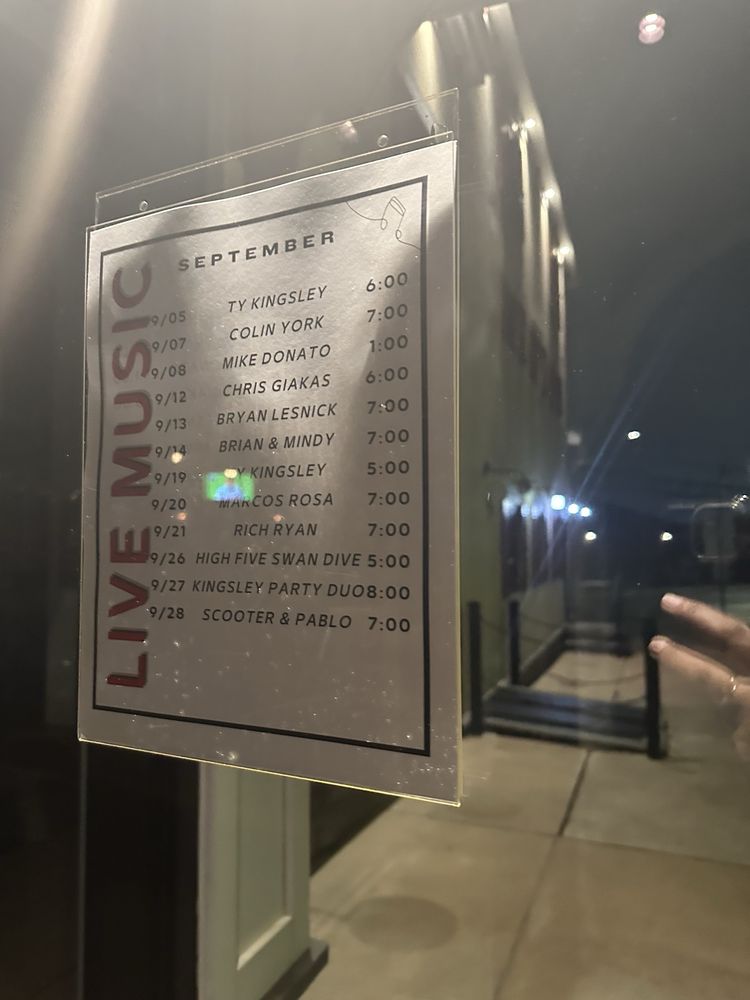 LIVE MUSIC
SEPTEMBER
9/05 TY KINGSLEY 6:00
9/07 COLIN YORK 7:00
9/08 MIKE DONATO 1:00
9/12 CHRIS GIAKAS 6:00
9/13 BRYAN LESNICK 7:00
9/14 BRIAN & MINDY 7:00
9/19 TY KINGSLEY 5:00
9/20 MARCOS ROSA 7:00
9/21 RICH RYAN 7:00
9/26 HIGH FIVE SWAN DIVE 5:00
9/27 KINGSLEY PARTY DUO 8:00
9/28 SCOOTER & PABLO 7:00